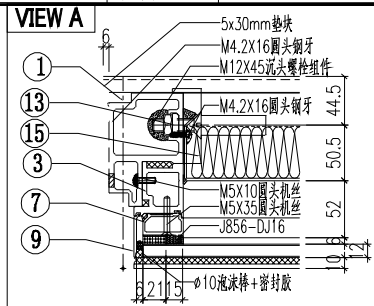 VIEW A
6
5x30mm垫块
M4.2X16圆头钢牙
M12X45沉头螺栓组件
1
13
M4.2X16圆头钢牙
44.5
15
50.5
3
M5X10圆头机丝
7
M5X35圆头机丝
52
J856-DJ16
9
6
12
10
ø10泡沫棒+密封胶
6
21
15